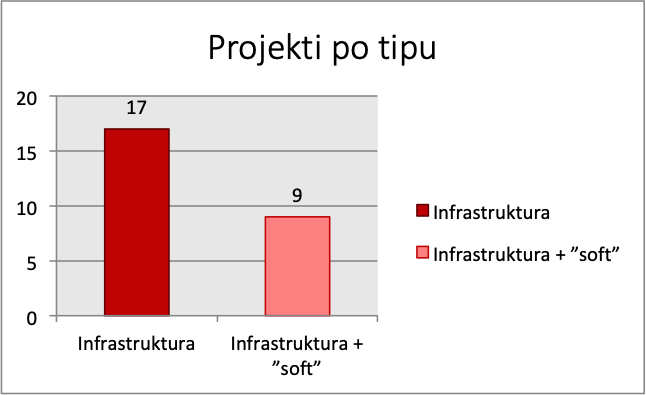 Projekti po tipu
20
15
10
5
0
17
9
Infrastruktura
Infrastruktura +
”soft”
Infrastruktura
Infrastruktura + ”soft”